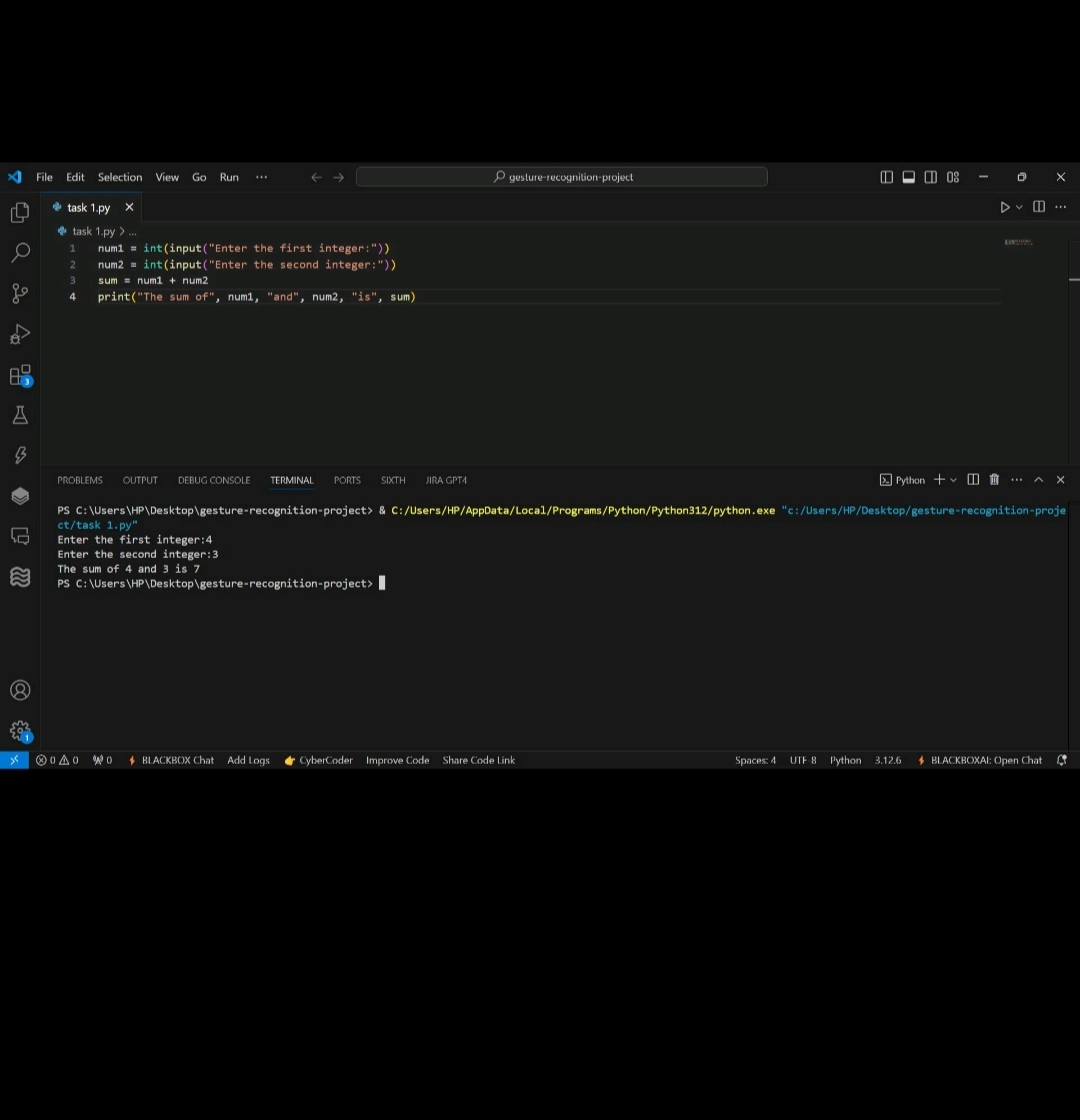 File Edit Selection View Go Run ... gesture-recognition-project
task 1.py
task 1.py > ...
1 num1 = int(input("Enter the first integer:"))
2 num2 = int(input("Enter the second integer:"))
3 sum = num1 + num2
4 print("The sum of", num1, "and", num2, "is", sum)
3
PROBLEMS OUTPUT DEBUG CONSOLE TERMINAL PORTS SIXTH JIRA GPT4 Python
PS C:\Users\HP\Desktop\gesture-recognition-project> & C:/Users/HP/AppData/Local/Programs/Python/Python312/python.exe "c:/Users/HP/Desktop/gesture-recognition-proje
ct/task 1.py"
Enter the first integer:4
Enter the second integer:3
The sum of 4 and 3 is 7
PS C:\Users\HP\Desktop\gesture-recognition-project>
1
0 0 0 BLACKBOX Chat Add Logs CyberCoder Improve Code Share Code Link Spaces: 4 UTF-8 Python 3.12.6 BLACKBOXAI: Open Chat